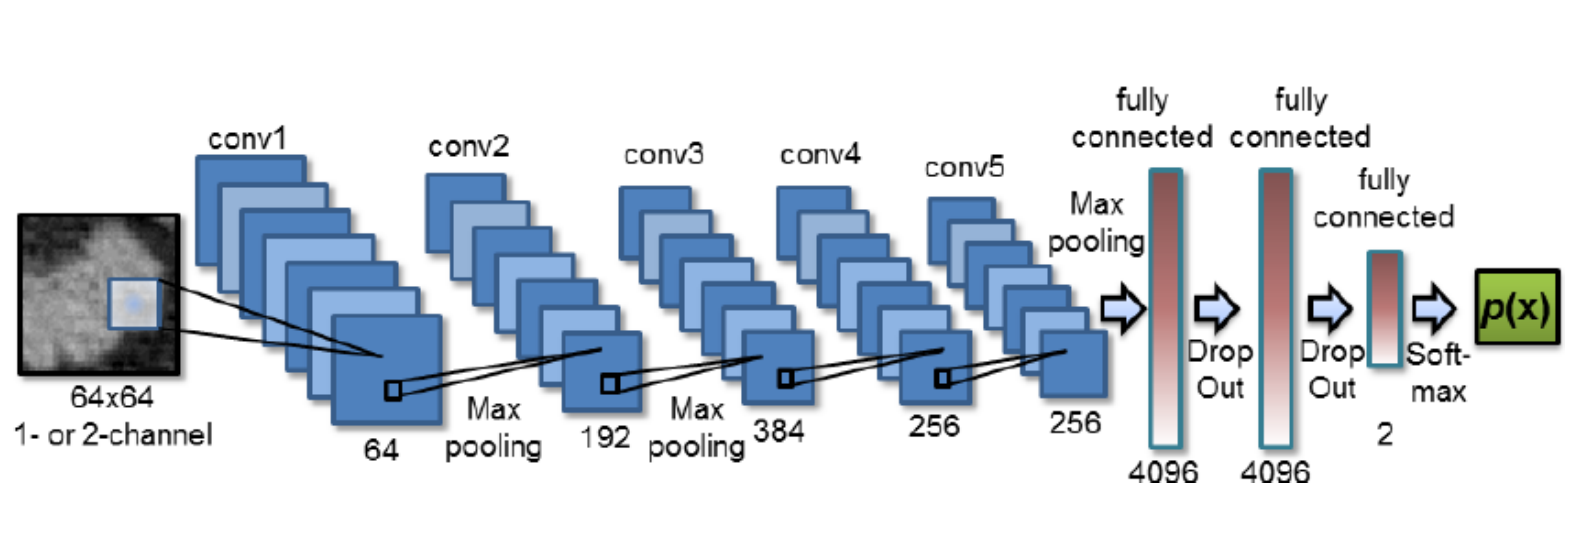 conv1
conv2
conv3
conv4
conv5
fully
connected
fully
connected
fully
connected
Max
pooling
64x64
1- or 2-channel
64
Max
pooling
192
Max
pooling
384
256
256
4096
Drop
Out
4096
Drop
Out
2
Soft-
max
p(x)